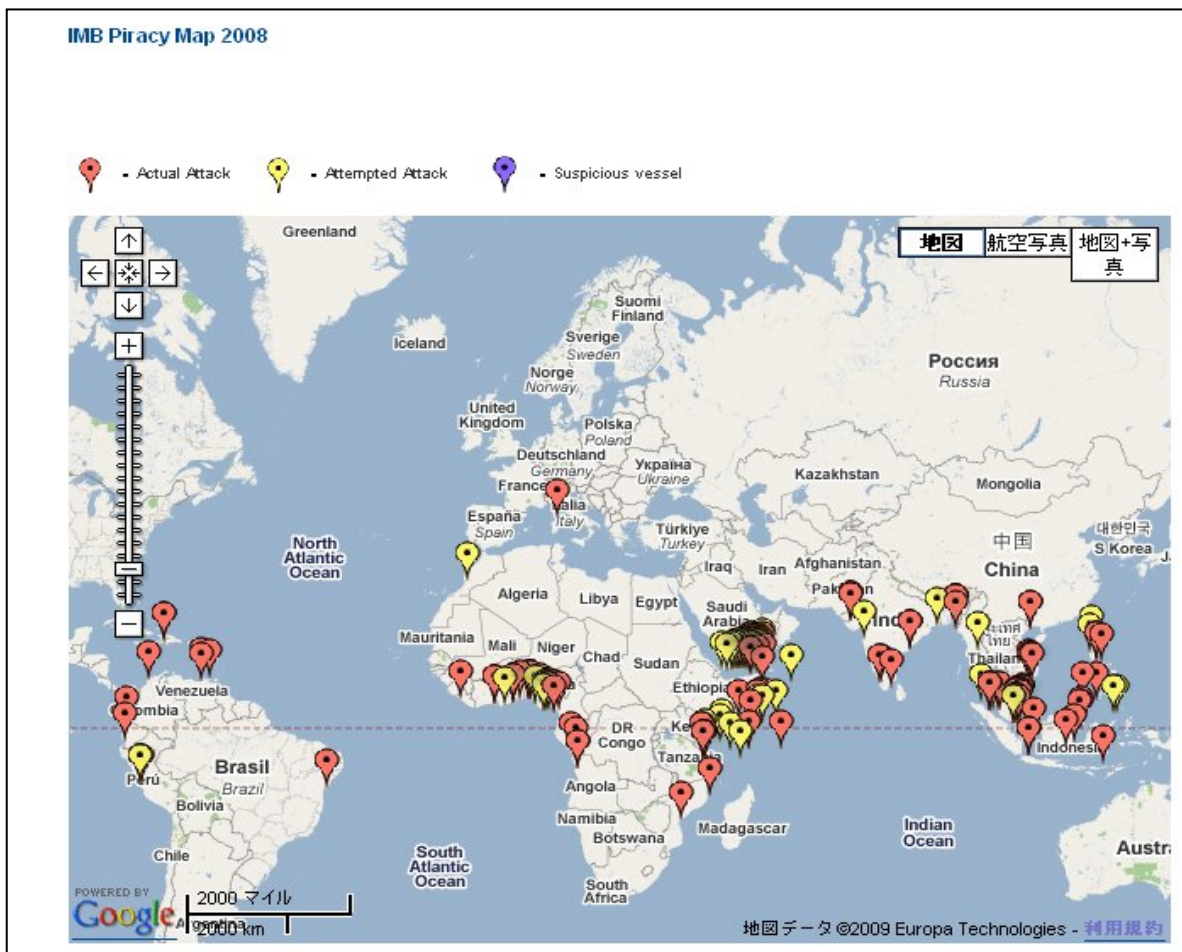 IMB Piracy Map 2008
- Actual Attack
- Attempted Attack
- Suspicious vessel
地図
航空写真
地図+写
真
Greenland
Iceland
Suomi
Finland
Sverige
Sweden
Norge
Norway
Россия
Russia
United
Kingdom
Polska
Poland
Deutschland
Germany
Україна
Ukraine
France
Italy
Kazakhstan
Mongolia
España
Spain
Türkiye
Turkey
North
Atlantic
Ocean
中国
China
대한민국
S Korea
Iraq
Iran
Afghanistan
Algeria
Libya
Egypt
Saudi
Arabia
Mauritania
Mali
Niger
Chad
Sudan
Thailand
Venezuela
Ethiopia
DR
Congo
Indonesia
Perú
Brasil
Brazil
Bolivia
Angola
Namibia
Botswana
Madagascar
Indian
Ocean
Chile
South
Atlantic
Ocean
South
Africa
POWERED BY
Google
2000 マイル
2000 km
地図データ ©2009 Europa Technologies - 利用規約